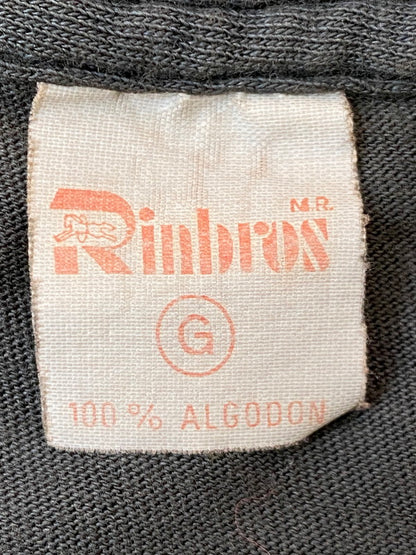 M.R.
Rinbros
G
100 % ALGODON